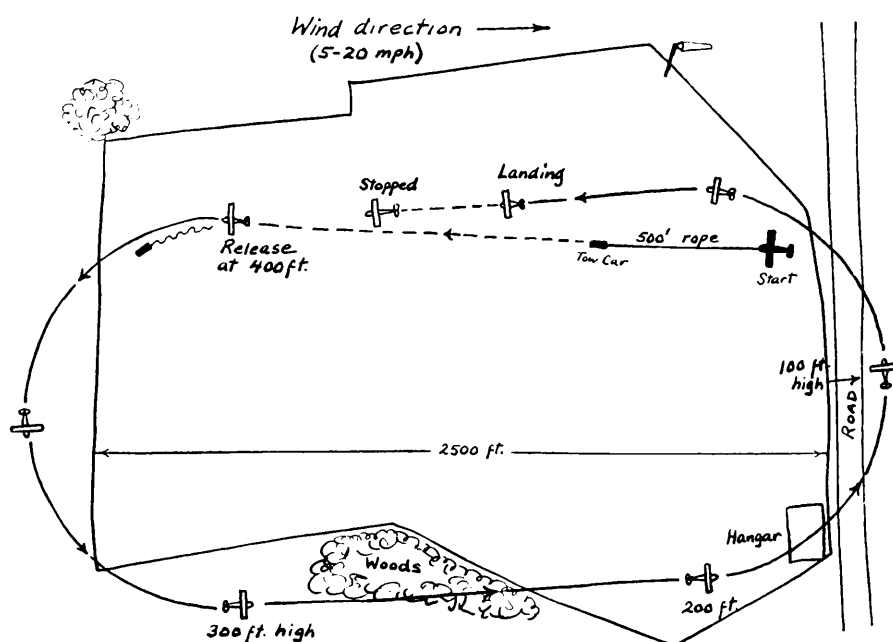 Wind direction
(5-20 mph)
Stopped
Landing
Release
at 400 ft.
500' rope
Tow Car
Start
100 ft.
high
ROAD
2500 ft.
Hangar
Woods
200 ft.
300 ft. high